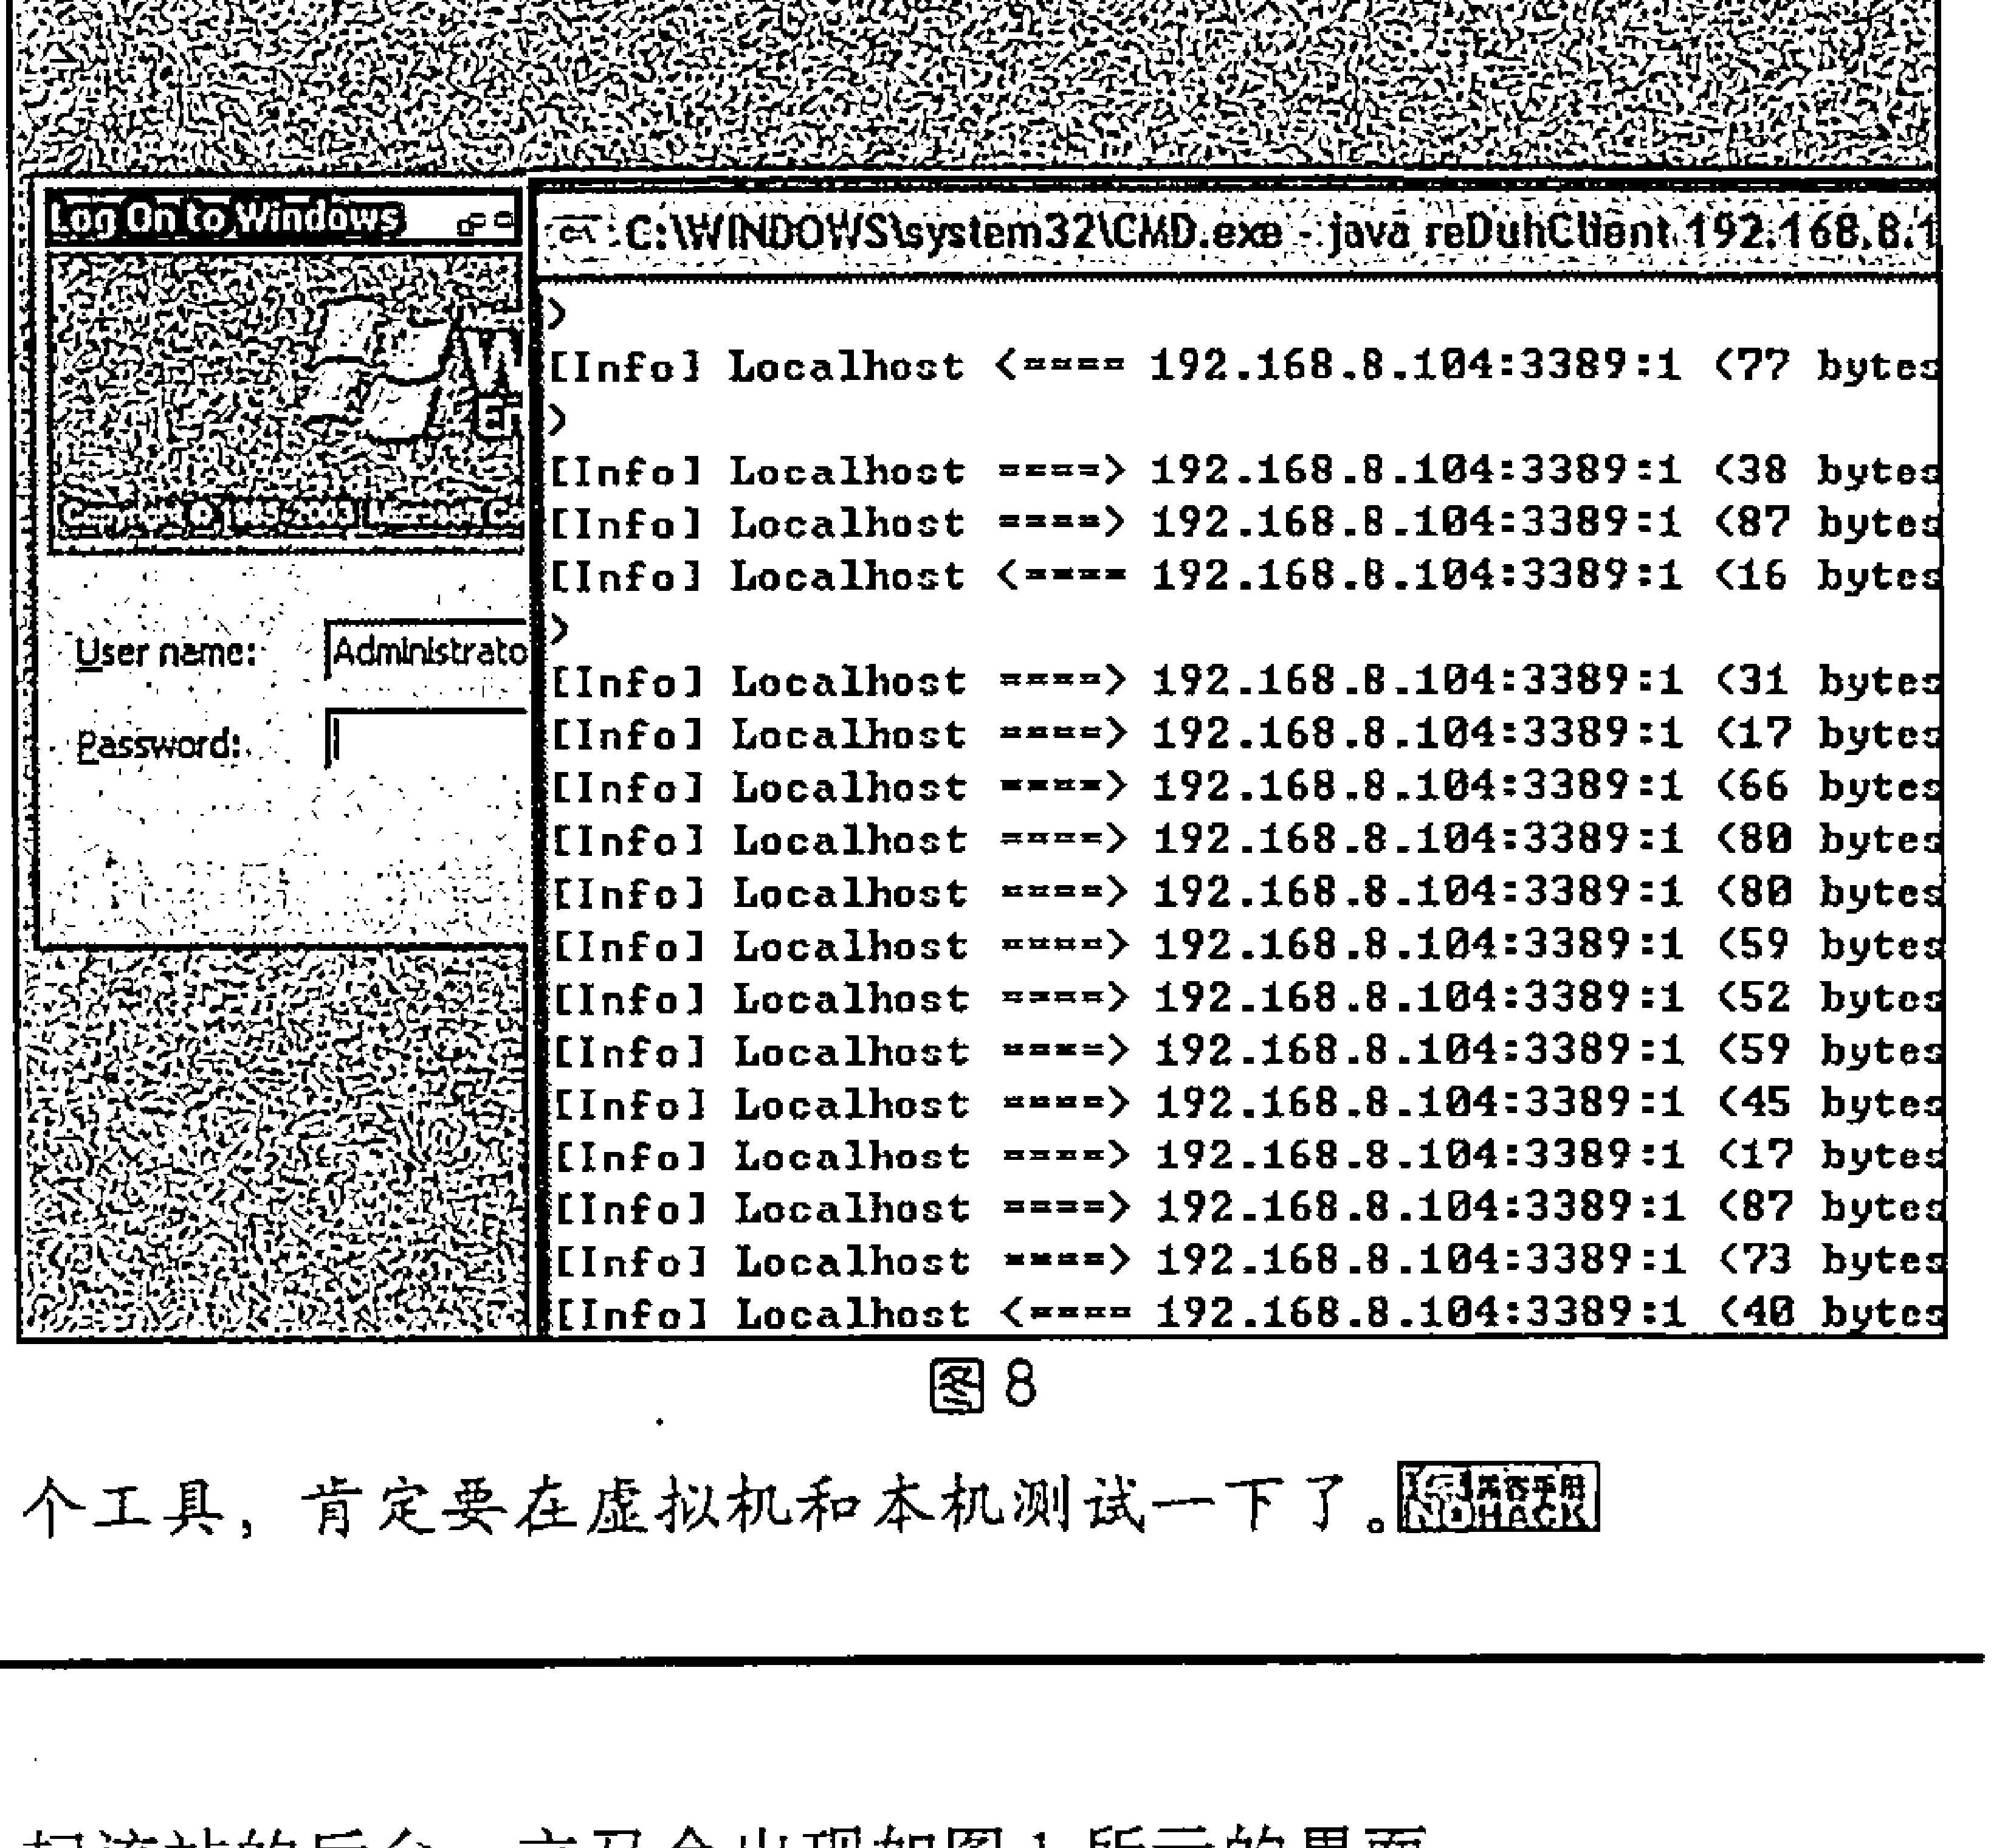 Log On to Windows
C:\WINDOWS\system32\CMD.exe - java reDuhClient 192.168.8.1
>
[Info] Localhost <==== 192.168.8.104:3389:1 (77 bytes
>
[Info] Localhost ====> 192.168.8.104:3389:1 (38 bytes
[Info] Localhost ====> 192.168.8.104:3389:1 (87 bytes
[Info] Localhost <==== 192.168.8.104:3389:1 (16 bytes
>
[Info] Localhost ====> 192.168.8.104:3389:1 (31 bytes
[Info] Localhost ====> 192.168.8.104:3389:1 (17 bytes
[Info] Localhost ====> 192.168.8.104:3389:1 (66 bytes
[Info] Localhost ====> 192.168.8.104:3389:1 (80 bytes
[Info] Localhost ====> 192.168.8.104:3389:1 (80 bytes
[Info] Localhost ====> 192.168.8.104:3389:1 (59 bytes
[Info] Localhost ====> 192.168.8.104:3389:1 (52 bytes
[Info] Localhost ====> 192.168.8.104:3389:1 (59 bytes
[Info] Localhost ====> 192.168.8.104:3389:1 (45 bytes
[Info] Localhost ====> 192.168.8.104:3389:1 (17 bytes
[Info] Localhost ====> 192.168.8.104:3389:1 (87 bytes
[Info] Localhost ====> 192.168.8.104:3389:1 (73 bytes
[Info] Localhost <==== 192.168.8.104:3389:1 (40 bytes
Copyright © 1985-2003 Microsoft Co
User name: Administrato
Password:
图 8
个工具，肯定要在虚拟机和本机测试一下了。
HACK